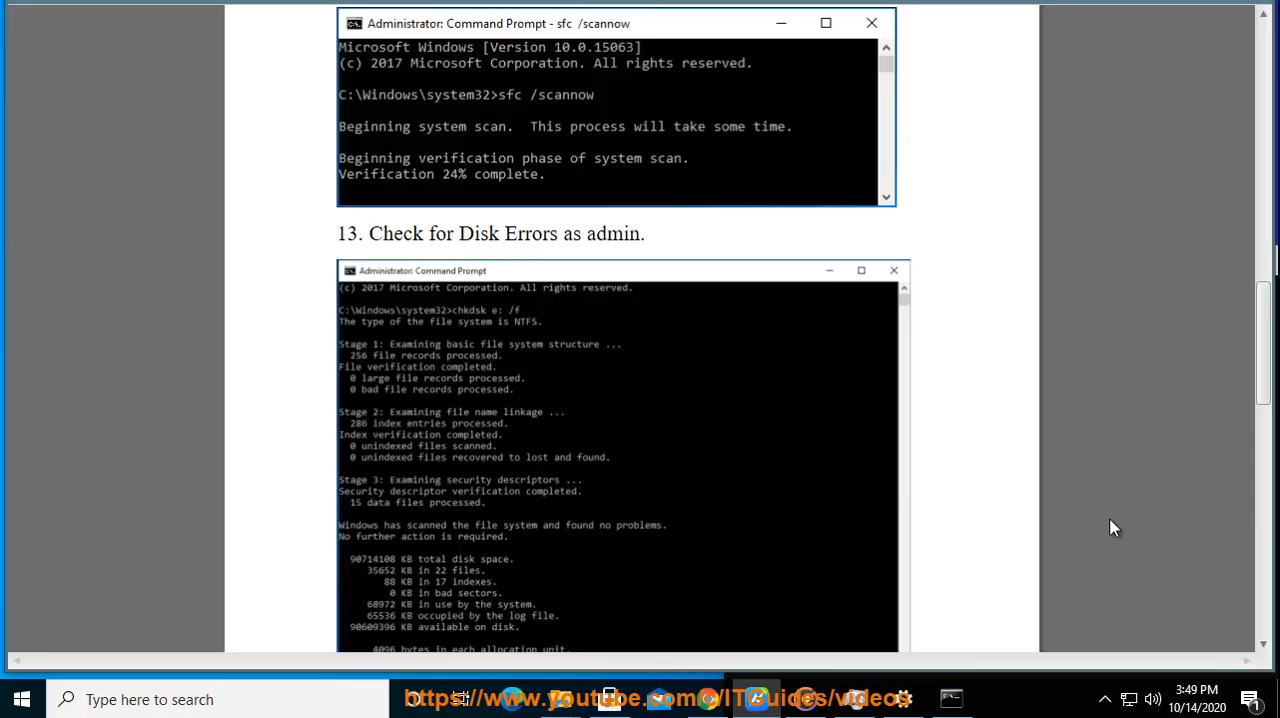 Administrator: Command Prompt - sfc /scannow
Microsoft Windows [Version 10.0.15063]
(c) 2017 Microsoft Corporation. All rights reserved.
C:\Windows\system32>sfc /scannow
Beginning system scan.  This process will take some time.
Beginning verification phase of system scan.
Verification 24% complete.
13. Check for Disk Errors as admin.
Administrator: Command Prompt
(c) 2017 Microsoft Corporation. All rights reserved.
C:\Windows\system32>chkdsk e: /f
The type of the file system is NTFS.
Stage 1: Examining basic file system structure ...
256 file records processed.
File verification completed.
0 large file records processed.
0 bad file records processed.
Stage 2: Examining file name linkage ...
286 index entries processed.
Index verification completed.
0 unindexed files scanned.
0 unindexed files recovered to lost and found.
Stage 3: Examining security descriptors ...
Security descriptor verification completed.
15 data files processed.
Windows has scanned the file system and found no problems.
No further action is required.
90714108 KB total disk space.
35652 KB in 22 files.
88 KB in 17 indexes.
0 KB in bad sectors.
68972 KB in use by the system.
65536 KB occupied by the log file.
90609396 KB available on disk.
4096 bytes in each allocation unit.
Type here to search
https://www.youtube.com/c/ITGuides/videos
3:49 PM
10/14/2020
1